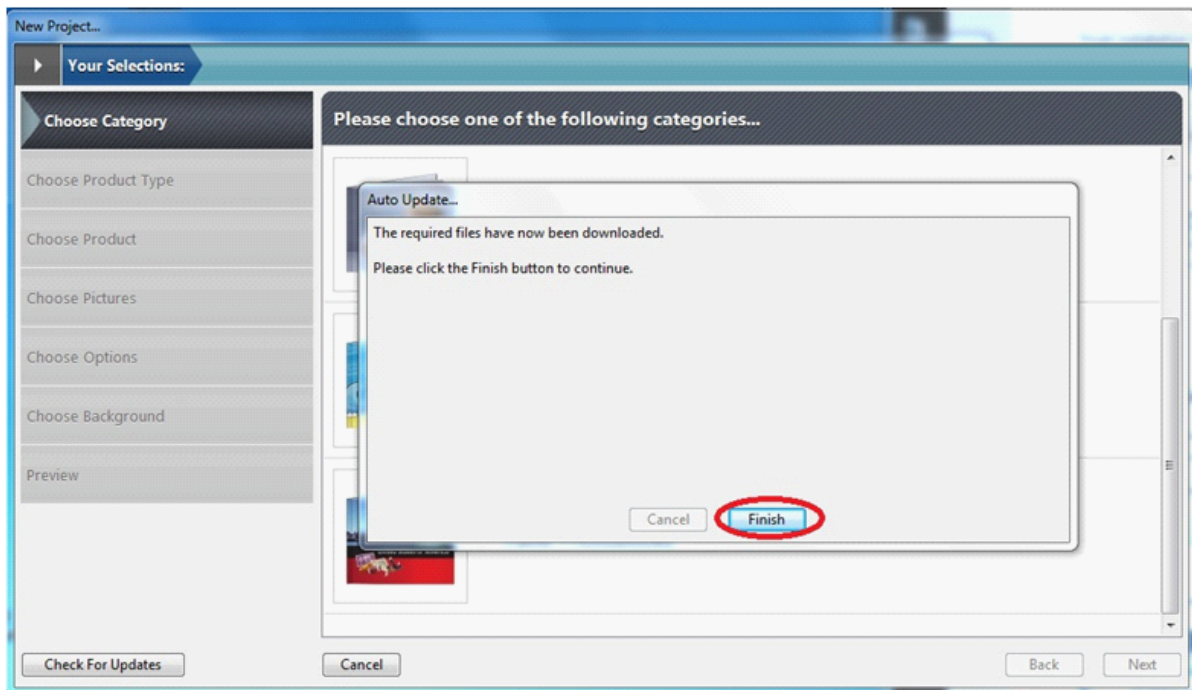 New Project...
Your Selections:
Choose Category
Choose Product Type
Choose Product
Choose Pictures
Choose Options
Choose Background
Preview
Please choose one of the following categories...
Auto Update...
The required files have now been downloaded.
Please click the Finish button to continue.
Cancel Finish
Check For Updates Cancel Back Next